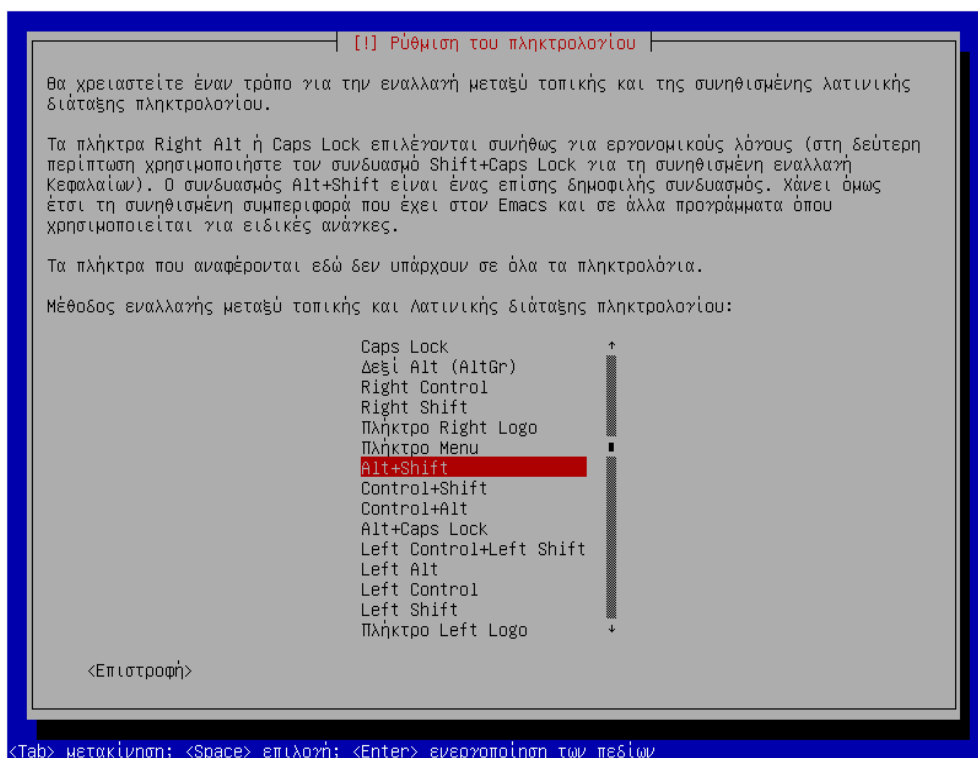 [!] Ρύθμιση του πληκτρολογίου
Θα χρειαστείτε έναν τρόπο για την εναλλαγή μεταξύ τοπικής και της συνηθισμένης λατινικής
διάταξης πληκτρολογίου.
Τα πλήκτρα Right Alt ή Caps Lock επιλέγονται συνήθως για εργονομικούς λόγους (στη δεύτερη
περίπτωση χρησιμοποιήστε τον συνδυασμό Shift+Caps Lock για τη συνηθισμένη εναλλαγή
Κεφαλαίων). Ο συνδυασμός Alt+Shift είναι ένας επίσης δημοφιλής συνδυασμός. Χάνει όμως
έτσι τη συνηθισμένη συμπεριφορά που έχει στον Emacs και σε άλλα προγράμματα όπου
χρησιμοποιείται για ειδικές ανάγκες.
Τα πλήκτρα που αναφέρονται εδώ δεν υπάρχουν σε όλα τα πληκτρολόγια.
Μέθοδος εναλλαγής μεταξύ τοπικής και Λατινικής διάταξης πληκτρολογίου:
Caps Lock
Δεξί Alt (AltGr)
Right Control
Right Shift
Πλήκτρο Right Logo
Πλήκτρο Menu
Alt+Shift
Control+Shift
Control+Alt
Alt+Caps Lock
Left Control+Left Shift
Left Alt
Left Control
Left Shift
Πλήκτρο Left Logo
<Επιστροφή>
<Tab> μετακίνηση; <Space> επιλογή; <Enter> ενεργοποίηση των πεδίων